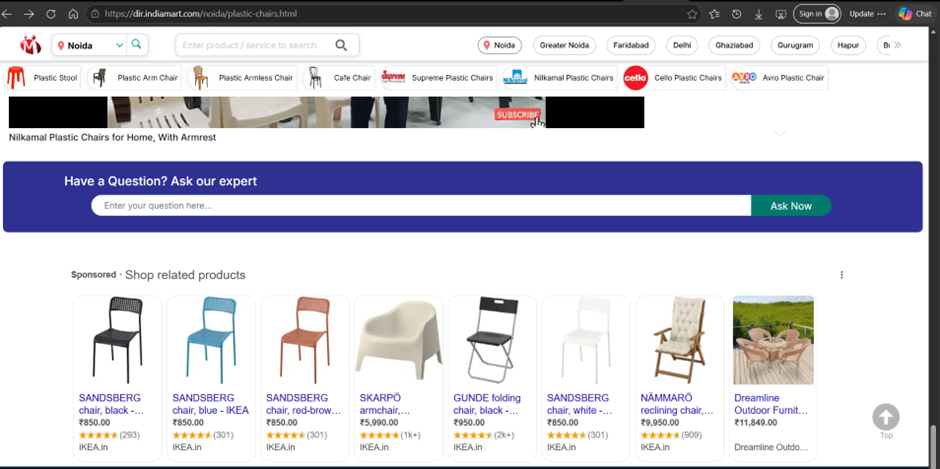 https://dir.indiamart.com/noida/plastic-chairs.html
Sign in
Update
Chat
Noida
Enter product / service to search
Noida
Greater Noida
Faridabad
Delhi
Ghaziabad
Gurugram
Hapur
Plastic Stool
Plastic Arm Chair
Plastic Armless Chair
Cafe Chair
Supreme
Supreme Plastic Chairs
Nilkamal Plastic Chairs
cello
Cello Plastic Chairs
AVRO
Avro Plastic Chair
SUBSCRIBE
Nilkamal Plastic Chairs for Home, With Armrest
Have a Question? Ask our expert
Enter your question here...
Ask Now
Sponsored · Shop related products
SANDSBERG
chair, black -...
₹850.00
(293)
IKEA.in
SANDSBERG
chair, blue - IKEA
₹850.00
(301)
IKEA.in
SANDSBERG
chair, red-brow...
₹850.00
(301)
IKEA.in
SKARPÖ
armchair,...
₹5,990.00
(1k+)
IKEA.in
GUNDE folding
chair, black -...
₹950.00
(2k+)
IKEA.in
SANDSBERG
chair, white -...
₹850.00
(301)
IKEA.in
NÄMMARÖ
reclining chair,...
₹9,950.00
(909)
IKEA.in
Dreamline
Outdoor Furnit...
₹11,849.00
Dreamline Outdo...
Top